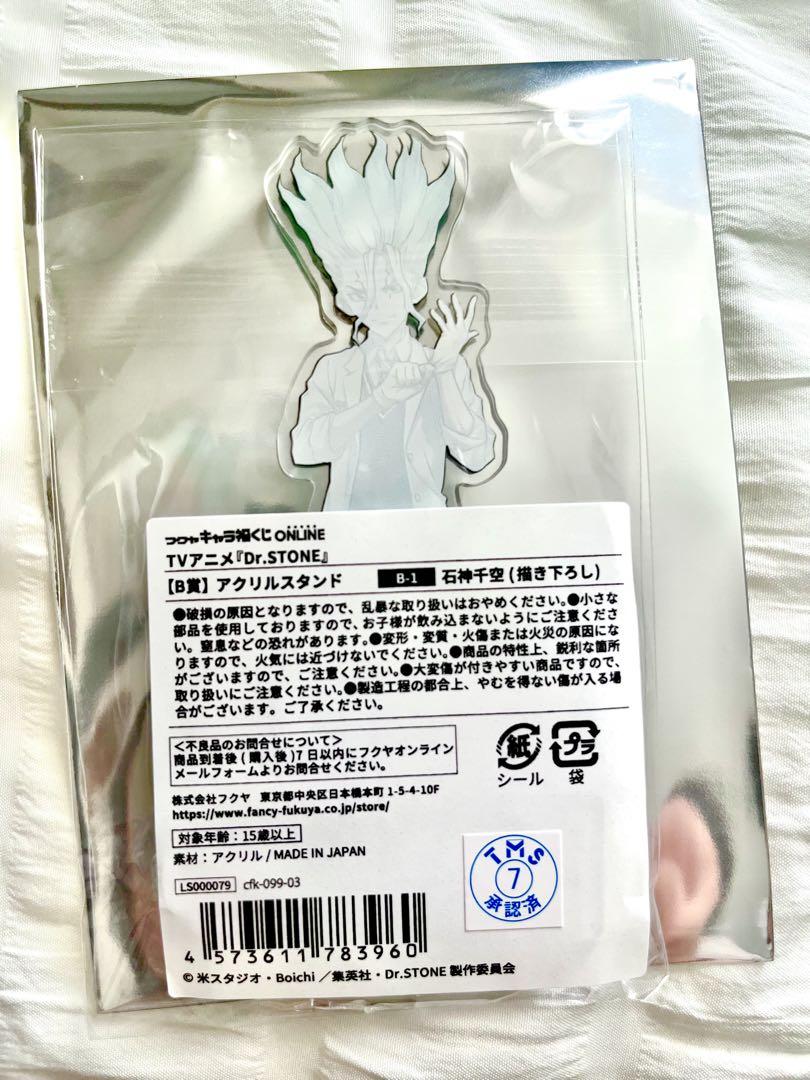 フクヤキャラ福くじ ONLINE
TVアニメ『Dr.STONE』
【B賞】アクリルスタンド B-1 石神千空(描き下ろし)
●破損の原因となりますので、乱暴な取り扱いはおやめください。●小さな
部品を使用しておりますので、お子様が飲み込まないようにご注意くださ
い。窒息などの恐れがあります。●変形・変質・火傷または火災の原因にな
りますので、火気には近づけないでください。●商品の特性上、鋭利な箇所
がございますので、ご注意ください。●大変傷が付きやすい商品ですので、
取り扱いにご注意ください。●製造工程の都合上、やむを得ない傷が入る場
合がございます。ご了承ください。
<不良品のお問合せについて>
商品到着後(購入後)7日以内にフクヤオンライン
メールフォームよりお問合せください。
紙 プラ
シール 袋
株式会社フクヤ 東京都中央区日本橋本町1-5-4-10F
https://www.fancy-fukuya.co.jp/store/
対象年齢:15歳以上
素材:アクリル/MADE IN JAPAN
LS000079 cfk-099-03
TMS
7
承認済
4 573611 783960
©米スタジオ・Boichi/集英社・Dr.STONE製作委員会